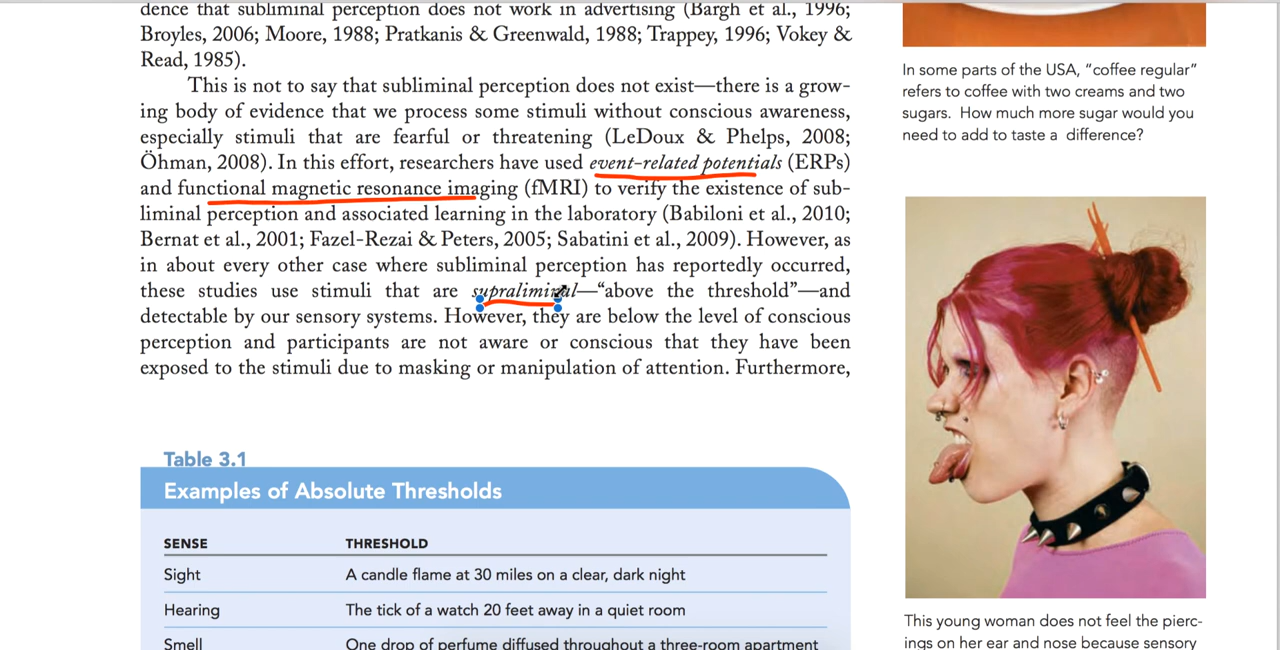 dence that subliminal perception does not work in advertising (Bargh et al., 1996;
Broyles, 2006; Moore, 1988; Pratkanis & Greenwald, 1988; Trappey, 1996; Vokey &
Read, 1985).
This is not to say that subliminal perception does not exist—there is a grow-
ing body of evidence that we process some stimuli without conscious awareness,
especially stimuli that are fearful or threatening (LeDoux & Phelps, 2008;
Öhman, 2008). In this effort, researchers have used event-related potentials (ERPs)
and functional magnetic resonance imaging (fMRI) to verify the existence of sub-
liminal perception and associated learning in the laboratory (Babiloni et al., 2010;
Bernat et al., 2001; Fazel-Rezai & Peters, 2005; Sabatini et al., 2009). However, as
in about every other case where subliminal perception has reportedly occurred,
these studies use stimuli that are supraliminal—“above the threshold”—and
detectable by our sensory systems. However, they are below the level of conscious
perception and participants are not aware or conscious that they have been
exposed to the stimuli due to masking or manipulation of attention. Furthermore,
Table 3.1
Examples of Absolute Thresholds
SENSE THRESHOLD
Sight A candle flame at 30 miles on a clear, dark night
Hearing The tick of a watch 20 feet away in a quiet room
Smell One drop of perfume diffused throughout a three-room apartment
In some parts of the USA, “coffee regular”
refers to coffee with two creams and two
sugars. How much more sugar would you
need to add to taste a difference?
This young woman does not feel the pierc-
ings on her ear and nose because sensory